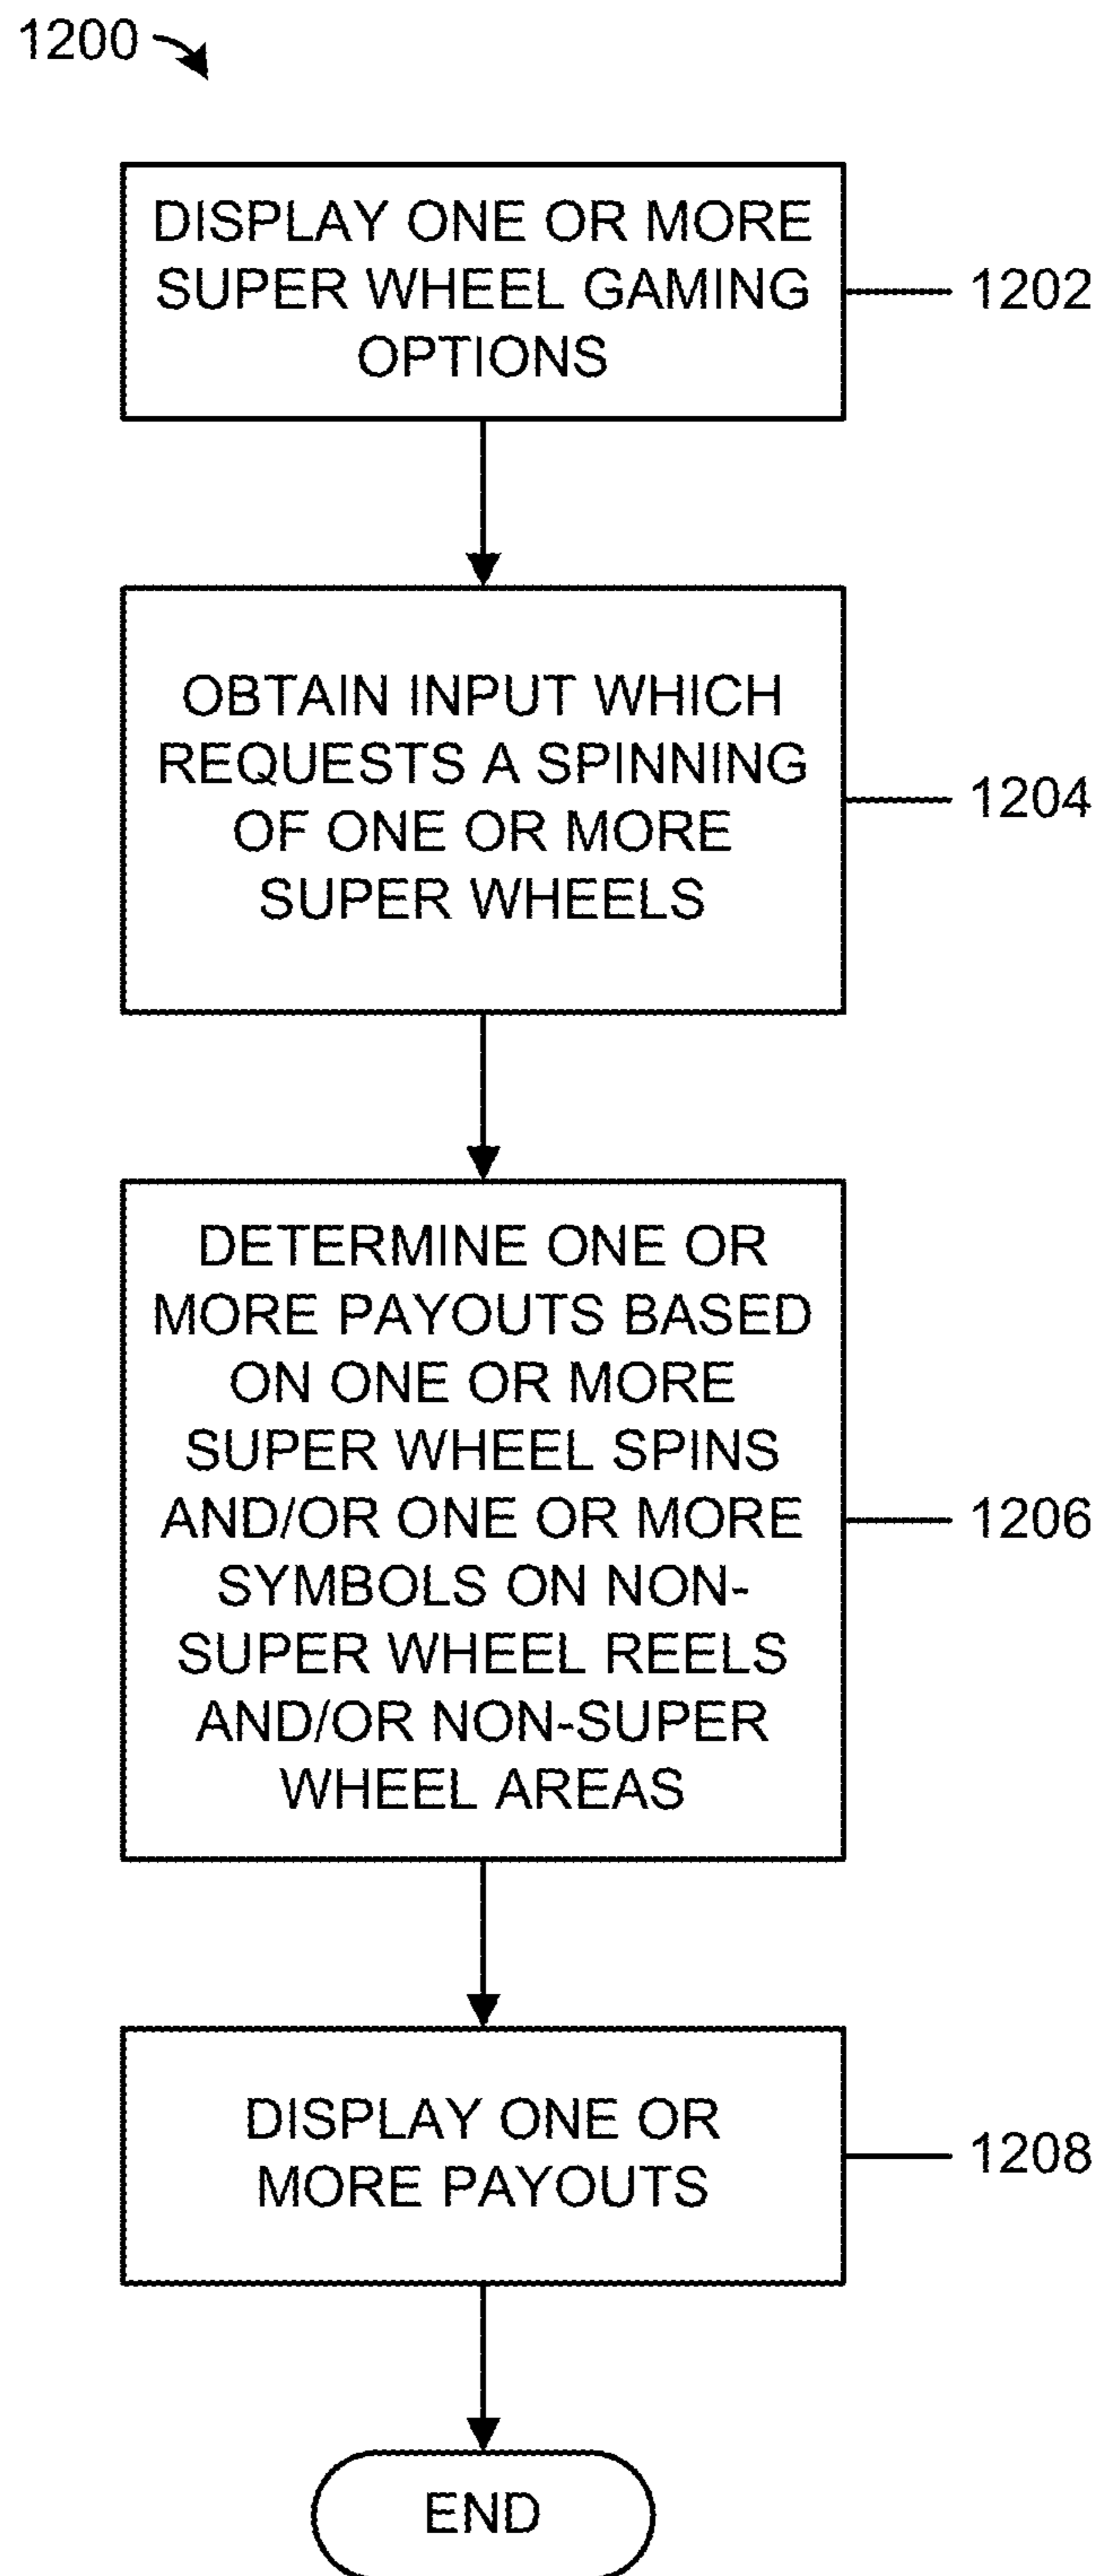 1200
DISPLAY ONE OR MORE
SUPER WHEEL GAMING
OPTIONS
1202
OBTAIN INPUT WHICH
REQUESTS A SPINNING
OF ONE OR MORE
SUPER WHEELS
1204
DETERMINE ONE OR
MORE PAYOUTS BASED
ON ONE OR MORE
SUPER WHEEL SPINS
AND/OR ONE OR MORE
SYMBOLS ON NON-
SUPER WHEEL REELS
AND/OR NON-SUPER
WHEEL AREAS
1206
DISPLAY ONE OR
MORE PAYOUTS
1208
END